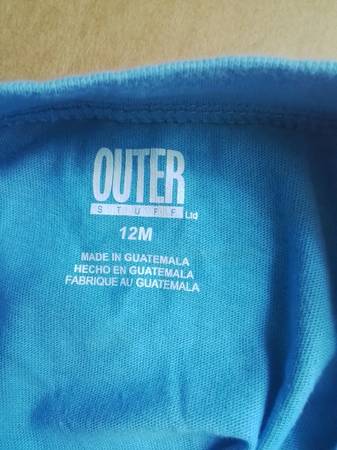 OUTER
STUFF Ltd
12M
MADE IN GUATEMALA
HECHO EN GUATEMALA
FABRIQUE AU GUATEMALA